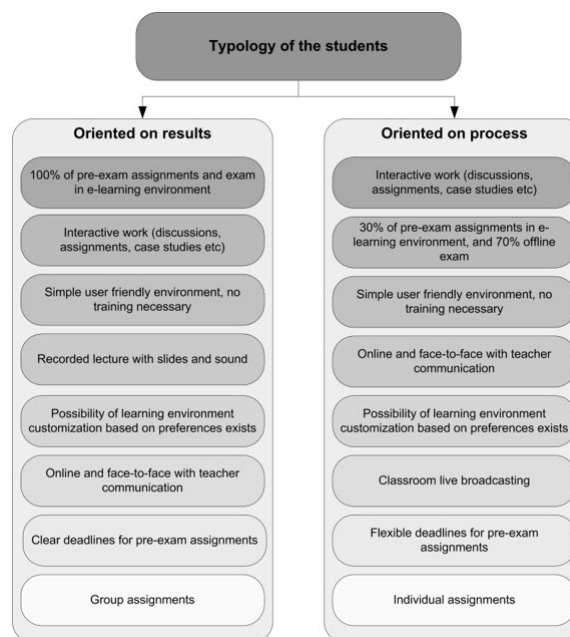 Typology of the students
Oriented on results
100% of pre-exam assignments and exam
in e-learning environment
Interactive work (discussions,
assignments, case studies etc)
Simple user friendly environment, no
training necessary
Recorded lecture with slides and sound
Possibility of learning environment
customization based on preferences exists
Online and face-to-face with teacher
communication
Clear deadlines for pre-exam assignments
Group assignments
Oriented on process
Interactive work (discussions,
assignments, case studies etc)
30% of pre-exam assignments in e-
learning environment, and 70% offline
exam
Simple user friendly environment, no
training necessary
Online and face-to-face with teacher
communication
Possibility of learning environment
customization based on preferences exists
Classroom live broadcasting
Flexible deadlines for pre-exam
assignments
Individual assignments